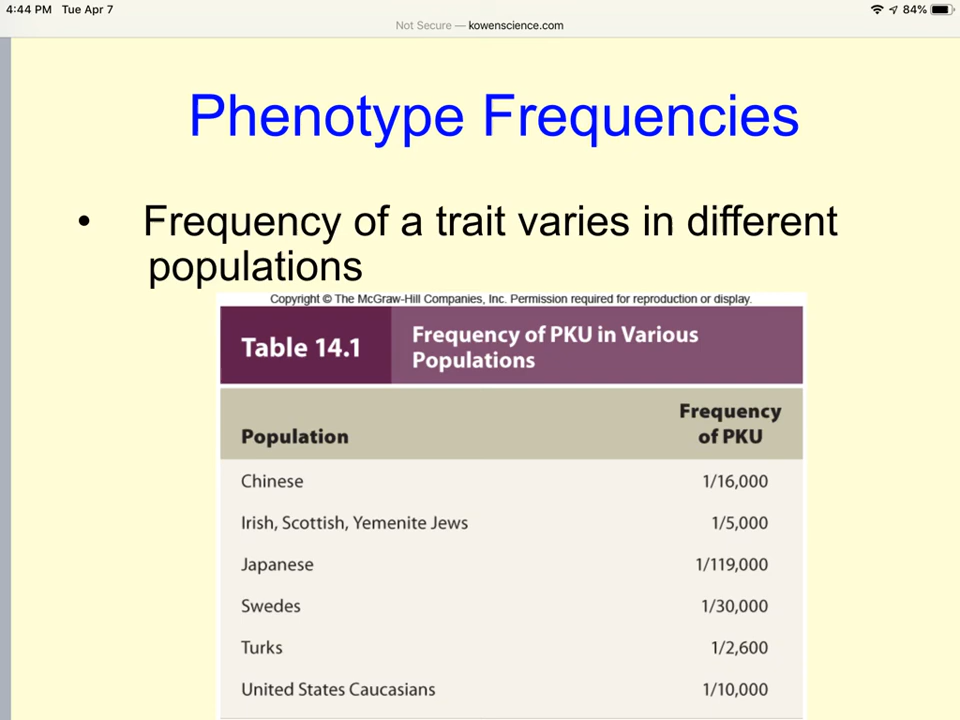 4:44 PM Tue Apr 7
84%
Not Secure — kowenscience.com
Phenotype Frequencies
• Frequency of a trait varies in different
populations
Copyright © The McGraw-Hill Companies, Inc. Permission required for reproduction or display.
Table 14.1
Frequency of PKU in Various
Populations
Frequency
Population of PKU
Chinese 1/16,000
Irish, Scottish, Yemenite Jews 1/5,000
Japanese 1/119,000
Swedes 1/30,000
Turks 1/2,600
United States Caucasians 1/10,000